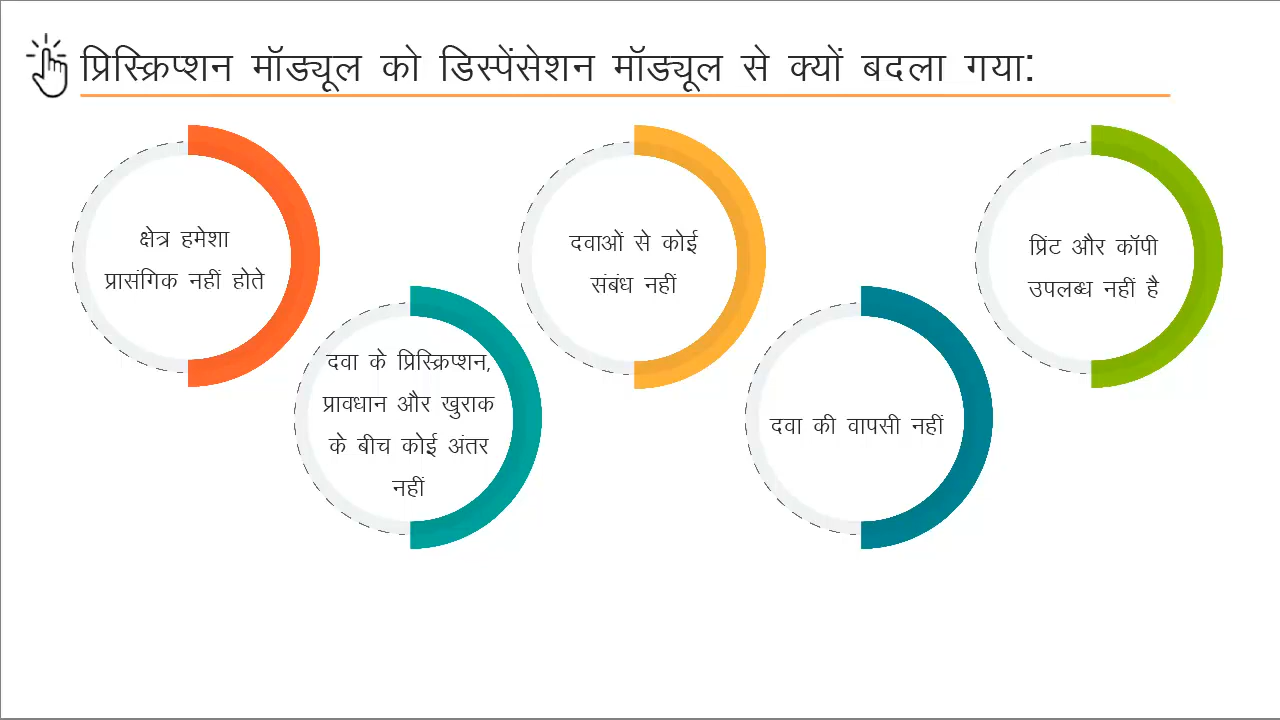 प्रिस्क्रिप्शन मॉड्यूल को डिस्पेंसेशन मॉड्यूल से क्यों बदला गया:
क्षेत्र हमेशा
प्रासंगिक नहीं होते
दवा के प्रिस्क्रिप्शन,
प्रावधान और खुराक
के बीच कोई अंतर
नहीं
दवाओं से कोई
संबंध नहीं
दवा की वापसी नहीं
प्रिंट और कॉपी
उपलब्ध नहीं है